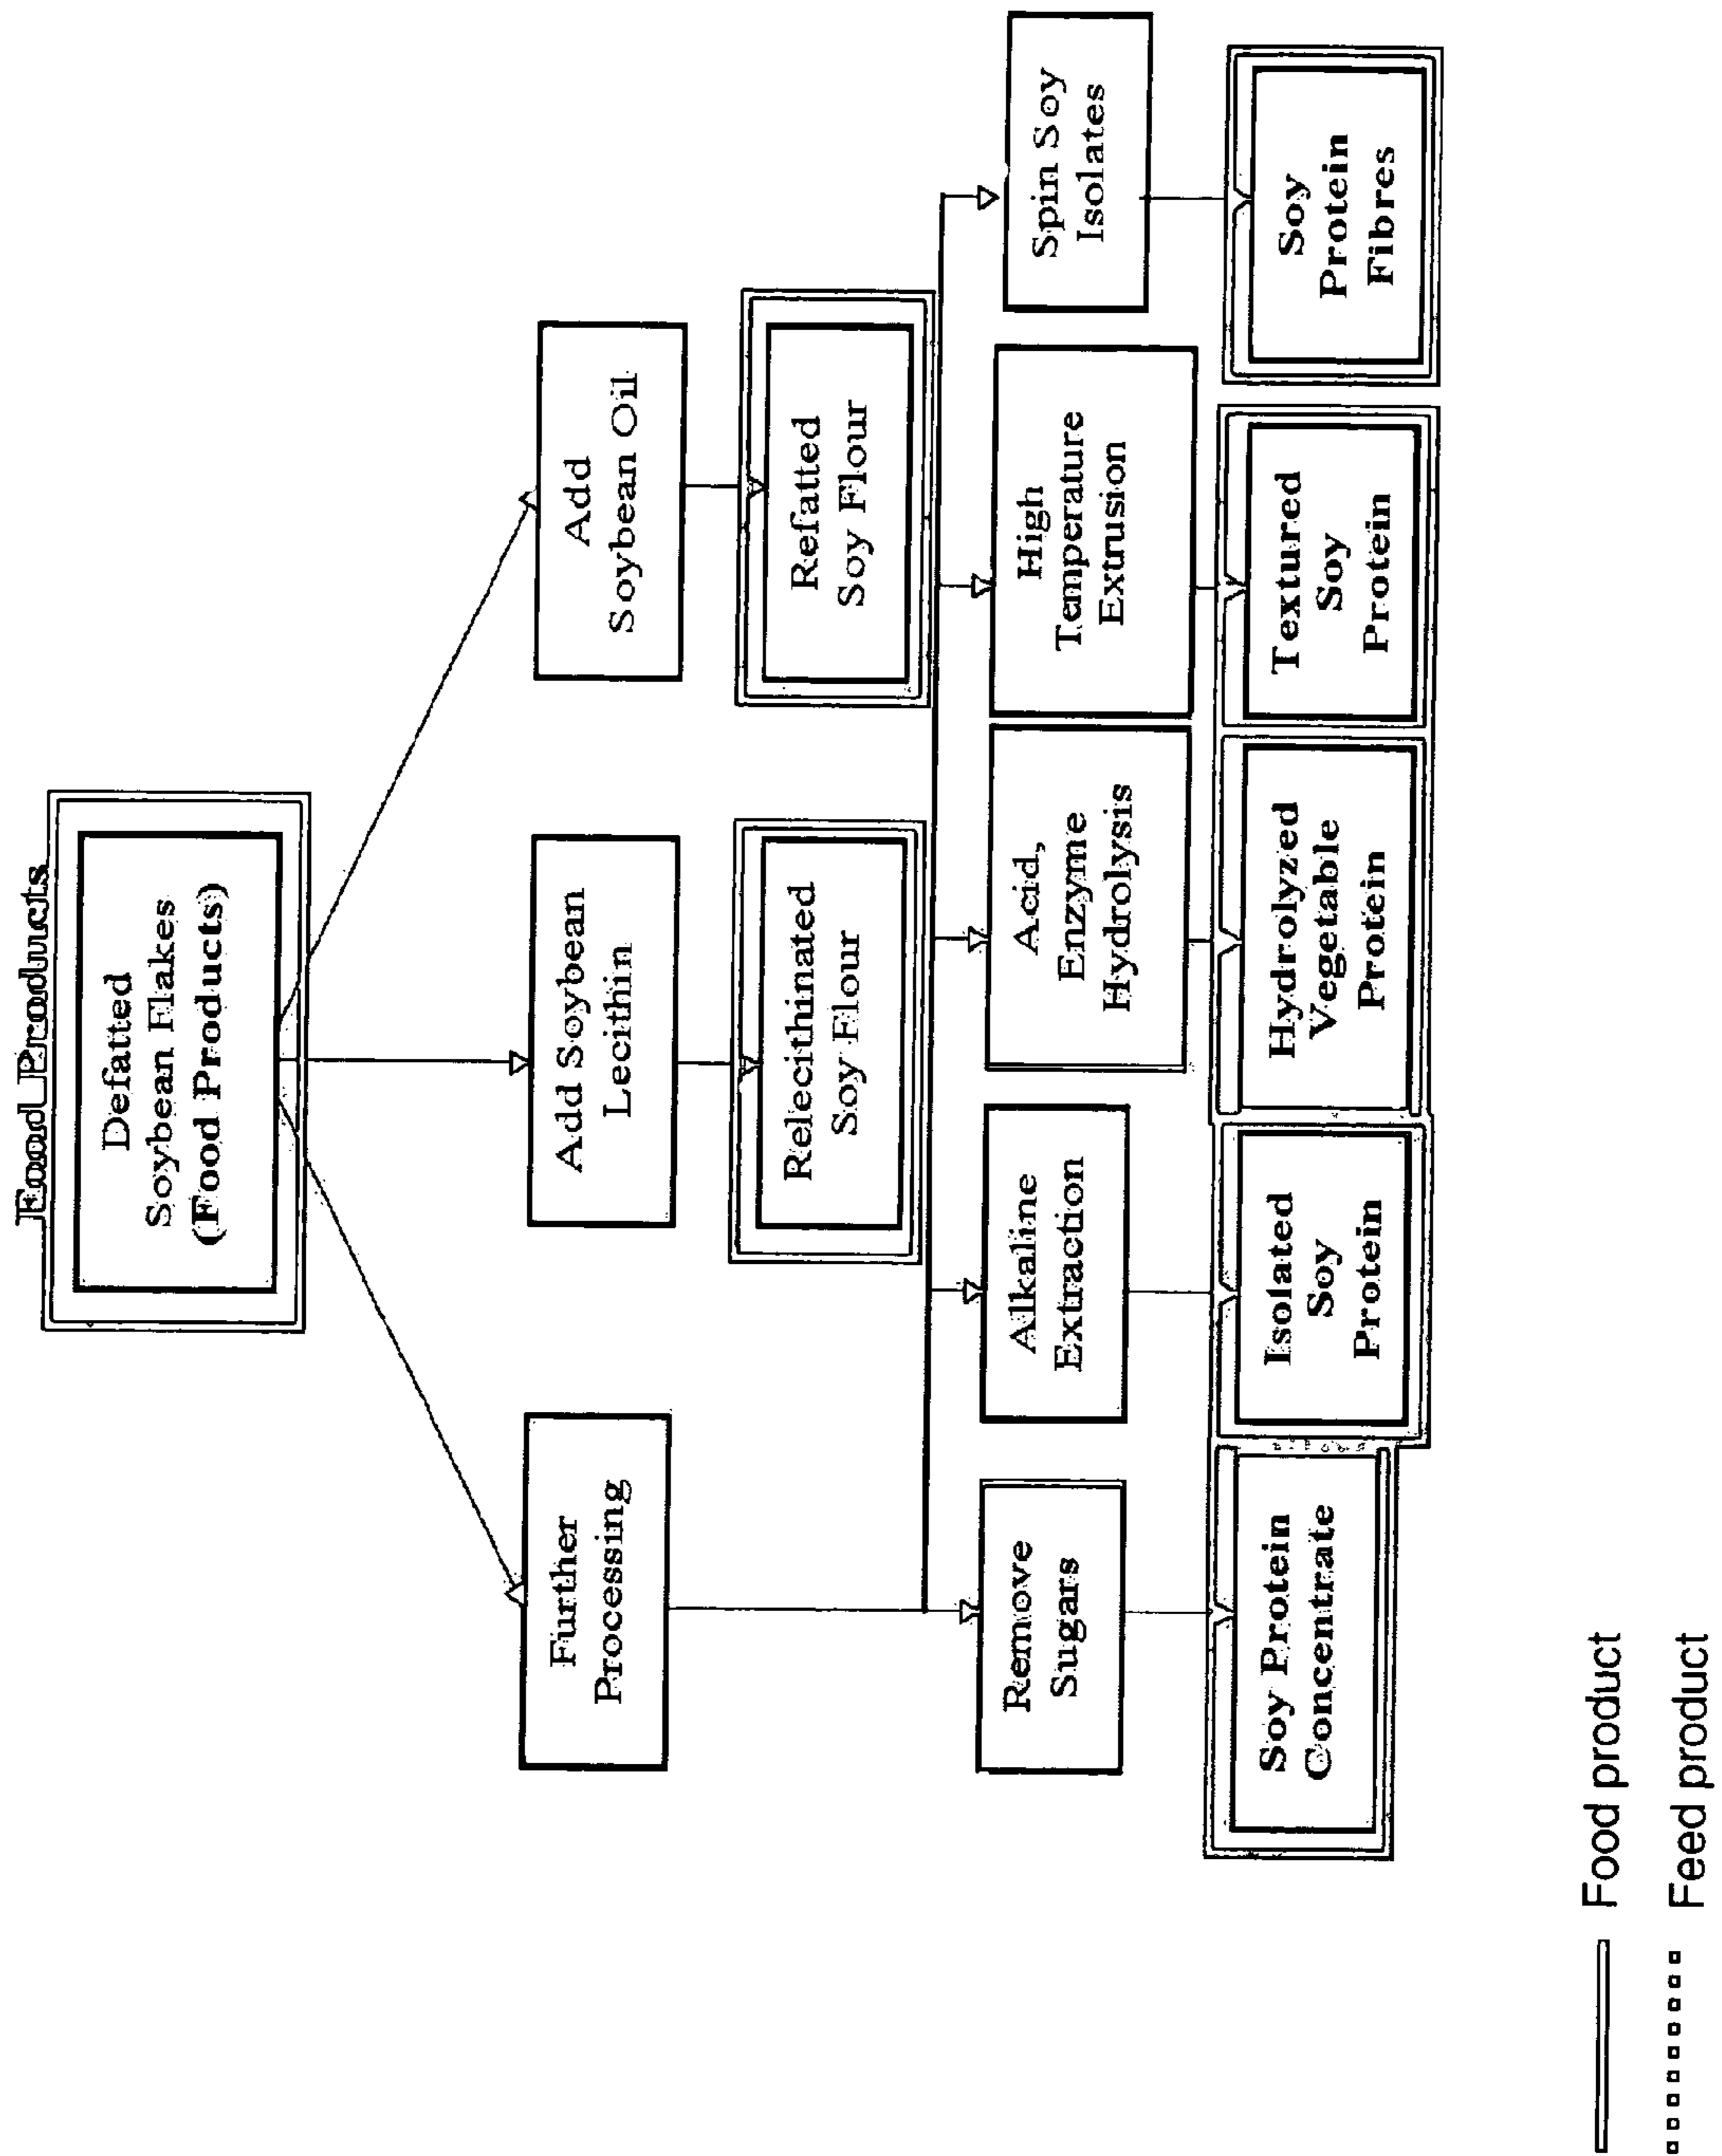 Food Products
Defatted
Soybean Flakes
(Food Products)
Further
Processing
Add Soybean
Lecithin
Add
Soybean Oil
Relecithinated
Soy Flour
Refatted
Soy Flour
Remove
Sugars
Alkaline
Extraction
Acid,
Enzyme
Hydrolysis
High
Temperature
Extrusion
Spin Soy
Isolates
Soy Protein
Concentrate
Isolated
Soy
Protein
Hydrolyzed
Vegetable
Protein
Textured
Soy
Protein
Soy
Protein
Fibres
Food product
Feed product